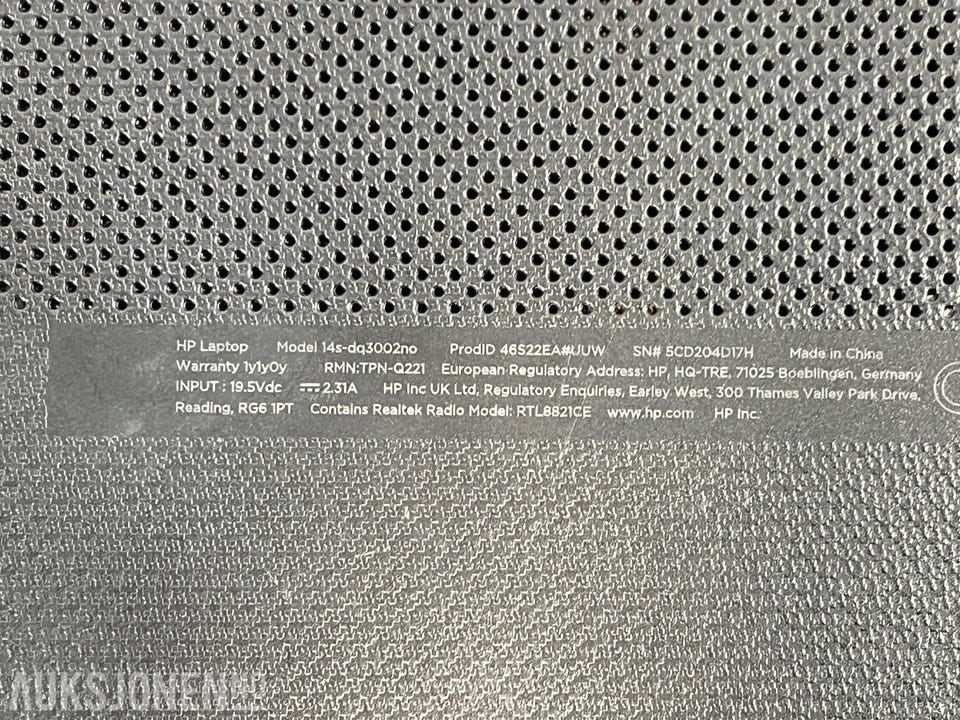 HP Laptop Model 14s-dq3002no ProdID 46S22EA#UUW SN# 5CD204D17H Made in China
Warranty 1y1y0y RMN:TPN-Q221 European Regulatory Address: HP, HQ-TRE, 71025 Boeblingen, Germany
INPUT : 19.5Vdc ⎓ 2.31A HP Inc UK Ltd, Regulatory Enquiries, Earley West, 300 Thames Valley Park Drive,
Reading, RG6 1PT Contains Realtek Radio Model: RTL8821CE www.hp.com HP Inc.
AUKSJONEN.NO